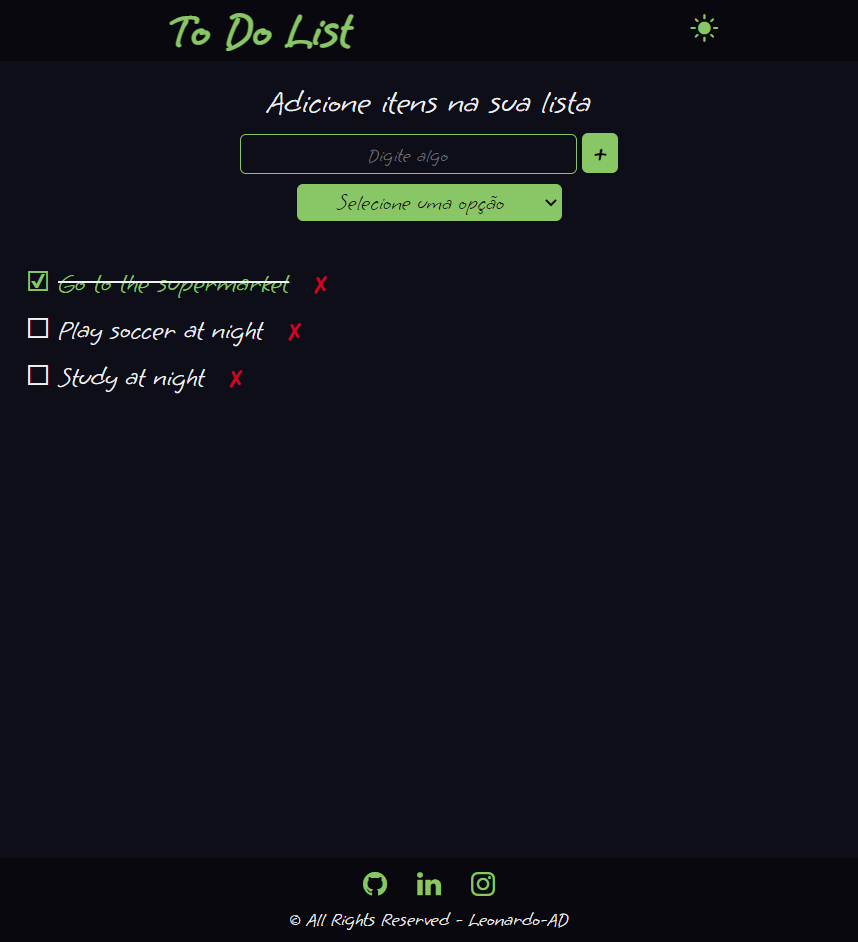 To Do List
Adicione itens na sua lista
Digite algo
+
Selecione uma opção
Go to the supermarket ✗
Play soccer at night ✗
Study at night ✗
© All Rights Reserved - Leonardo-AD